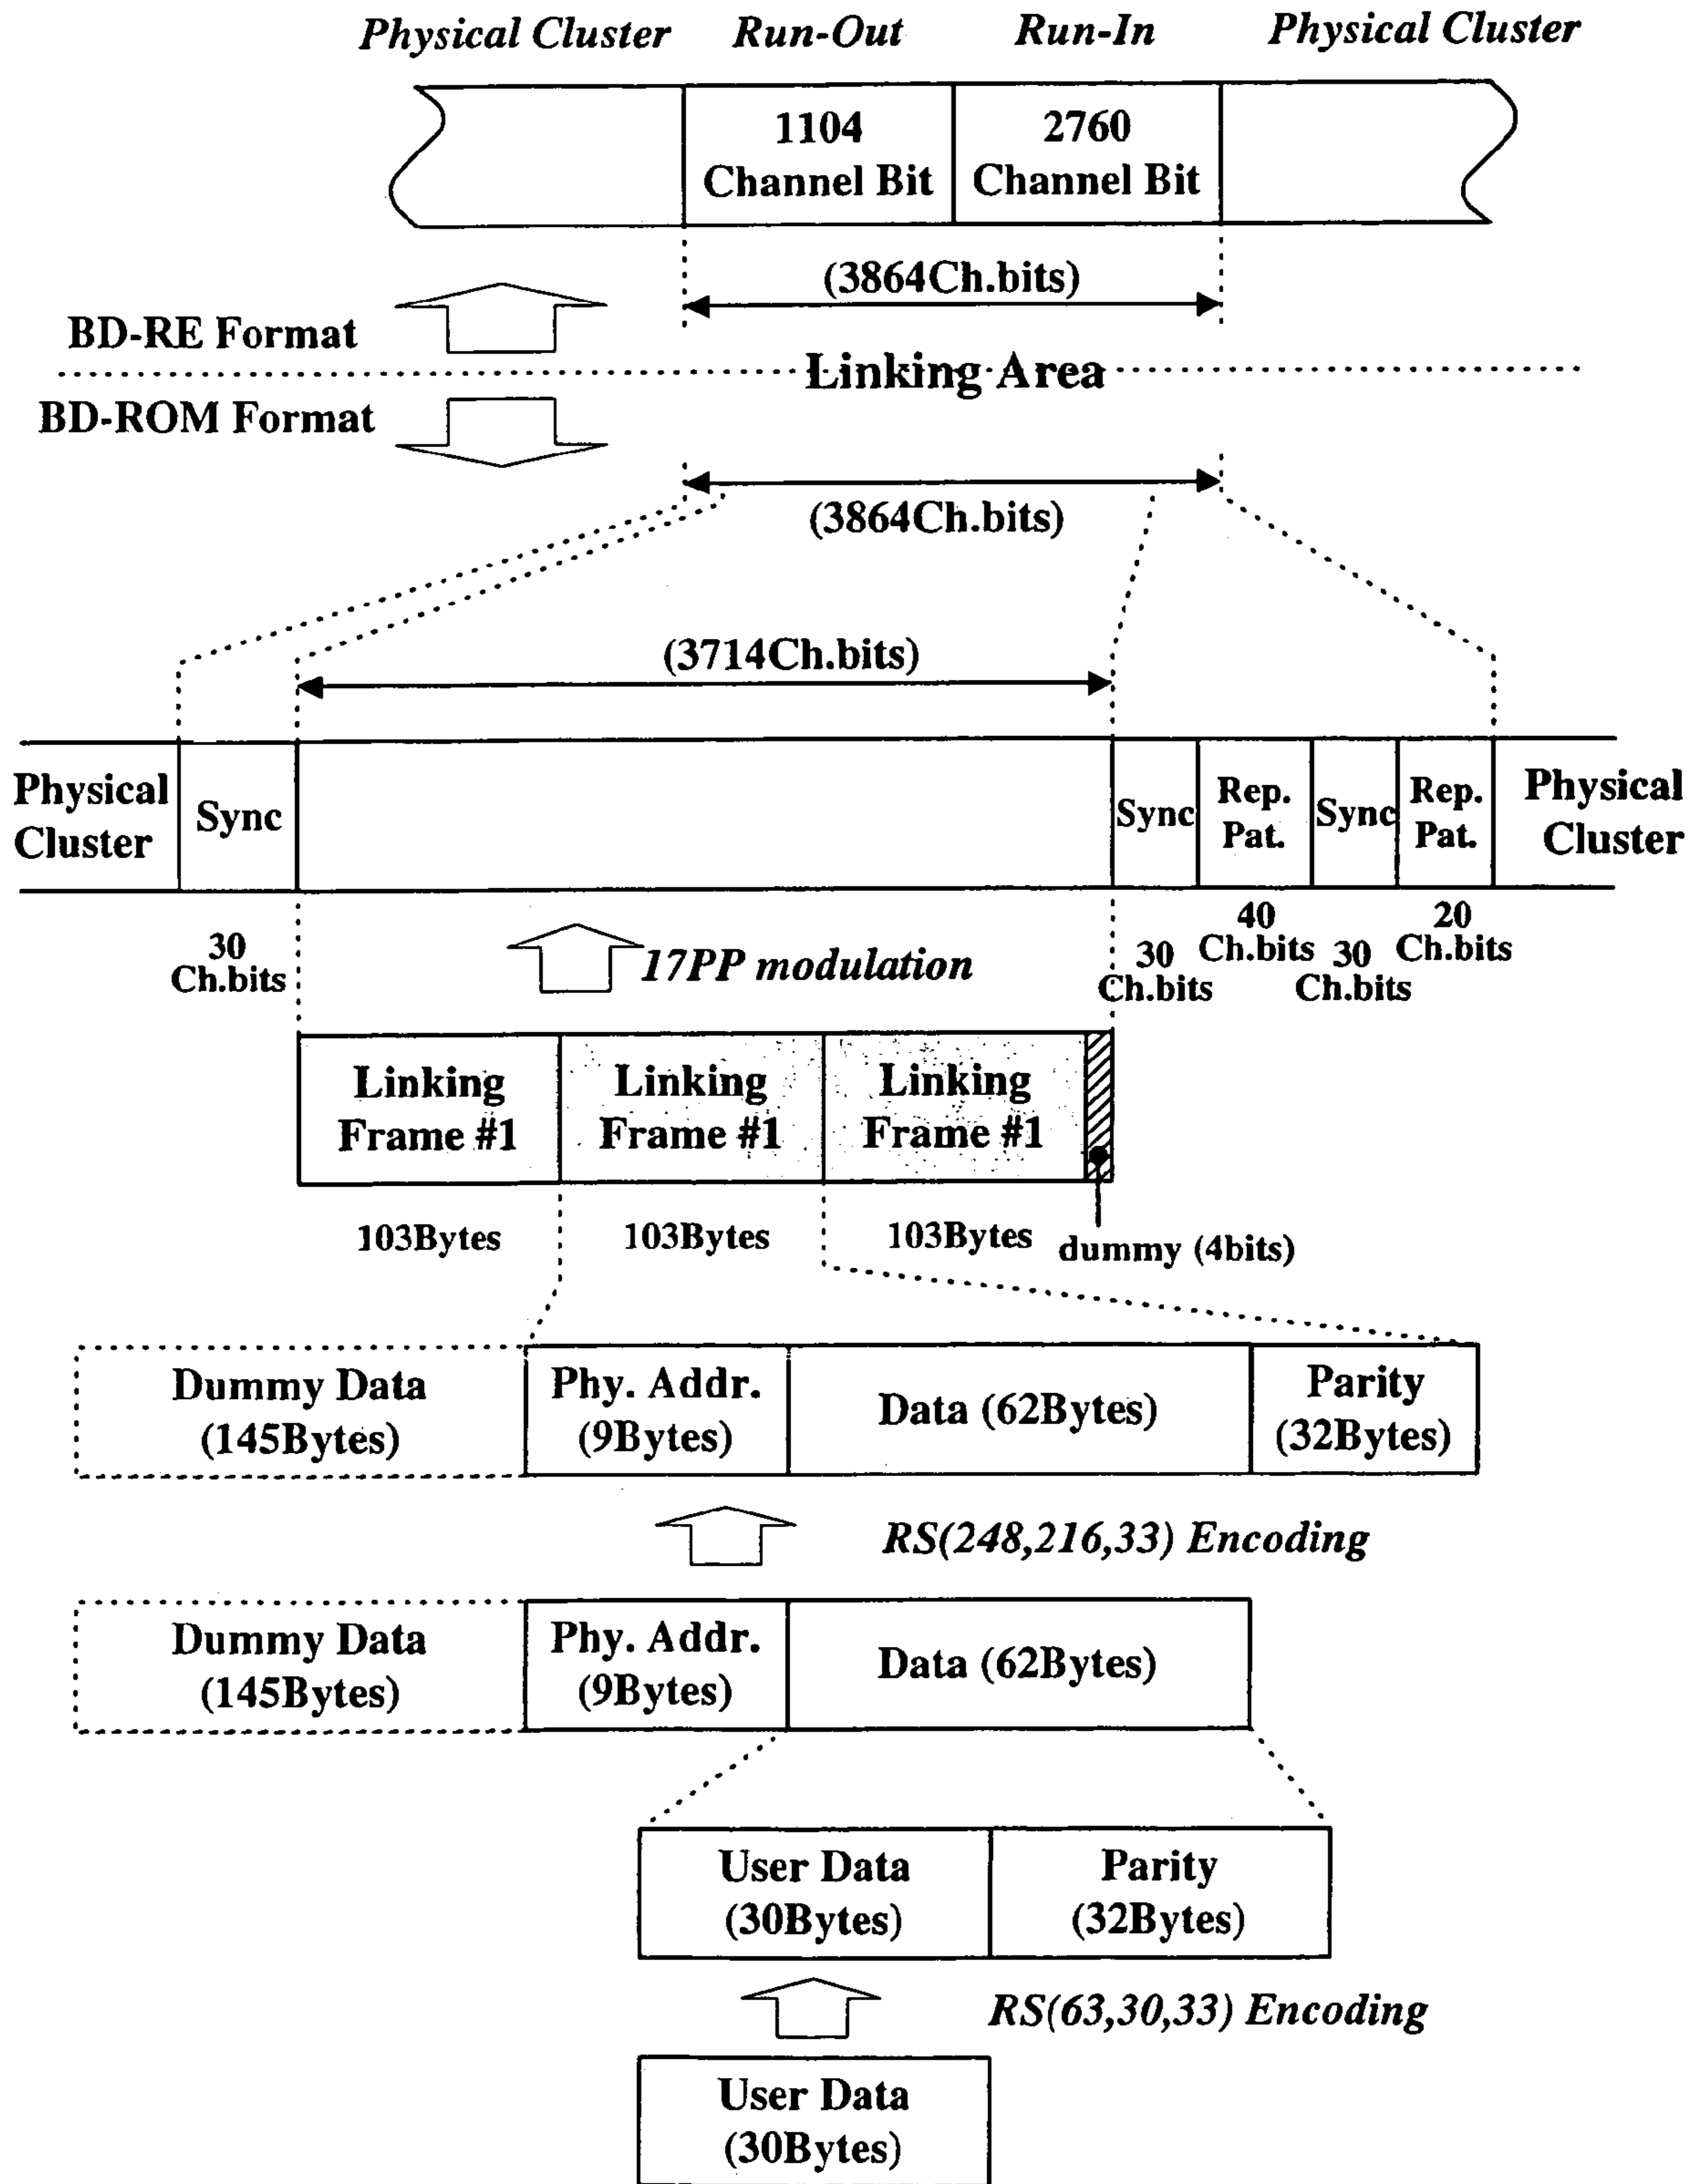 Physical Cluster Run-Out Run-In Physical Cluster
1104 Channel Bit
2760 Channel Bit
(3864Ch.bits)
BD-RE Format
Linking Area
BD-ROM Format
(3864Ch.bits)
(3714Ch.bits)
Physical Cluster
Sync
Sync
Rep. Pat.
Sync
Rep. Pat.
Physical Cluster
30 Ch.bits
17PP modulation
30 Ch.bits
40 Ch.bits
30 Ch.bits
20 Ch.bits
Linking Frame #1
Linking Frame #1
Linking Frame #1
103Bytes
103Bytes
103Bytes
dummy (4bits)
Dummy Data (145Bytes)
Phy. Addr. (9Bytes)
Data (62Bytes)
Parity (32Bytes)
RS(248,216,33) Encoding
Dummy Data (145Bytes)
Phy. Addr. (9Bytes)
Data (62Bytes)
User Data (30Bytes)
Parity (32Bytes)
RS(63,30,33) Encoding
User Data (30Bytes)